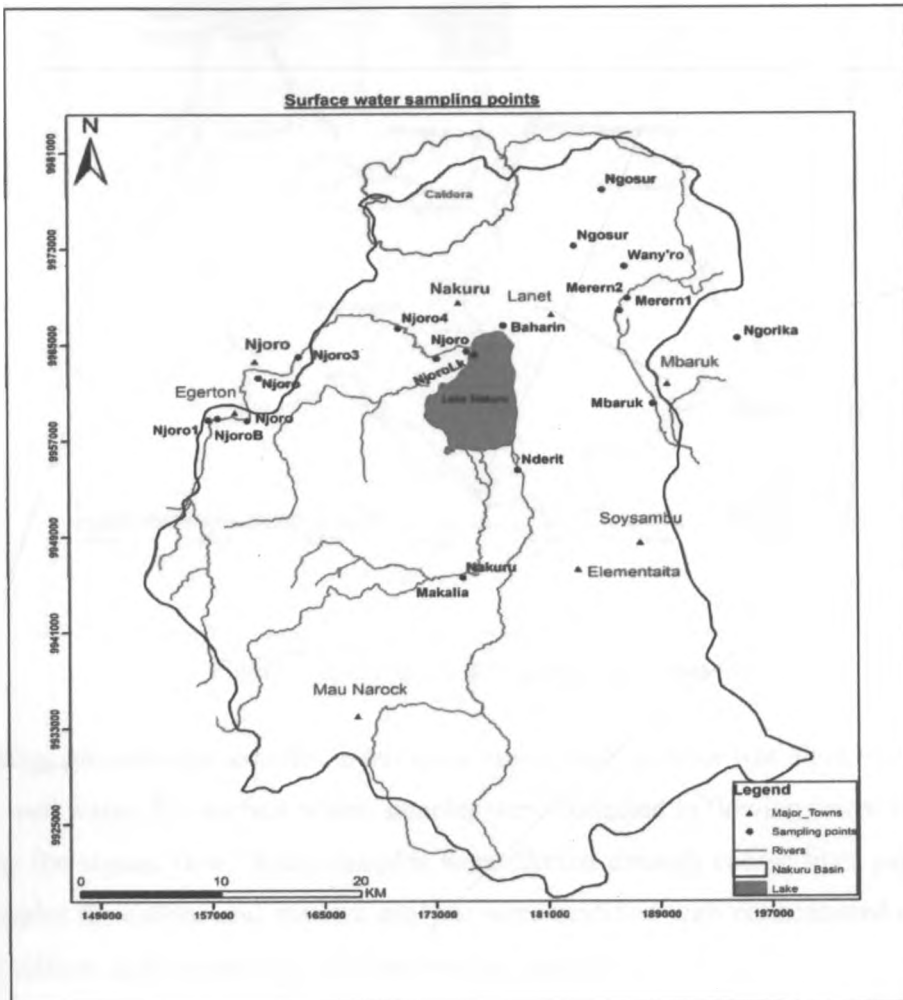 Surface water sampling points
N
9981000
9973000
9965000
9957000
9949000
9941000
9933000
9925000
Caldera
Ngosur
Ngosur
Wany'ro
Merern2
Merern1
Nakuru
Lanet
Njoro4
Njoro
Baharin
Ngorika
Njoro
Njoro3
NjoroLk
Mbaruk
Egerton
Njoro
Lake Nakuru
Njoro1
NjoroB
Njoro
Mbaruk
Nderit
Soysambu
Nakuru
Elementaita
Makalia
Mau Narock
Legend
Major_Towns
Sampling points
Rivers
Nakuru Basin
Lake
0 5 10 20
KM
149000 157000 165000 173000 181000 189000 197000